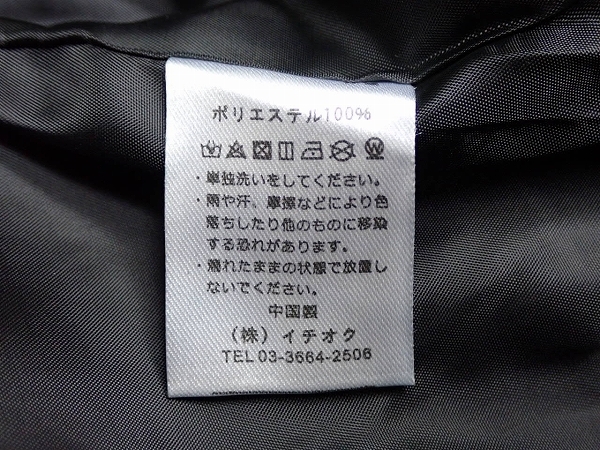 ポリエステル100%
・単独洗いをしてください。
・雨や汗、摩擦などにより色
落ちしたり他のものに移染
する恐れがあります。
・濡れたままの状態で放置し
ないでください。
中国製
(株)イチオク
TEL 03-3664-2506